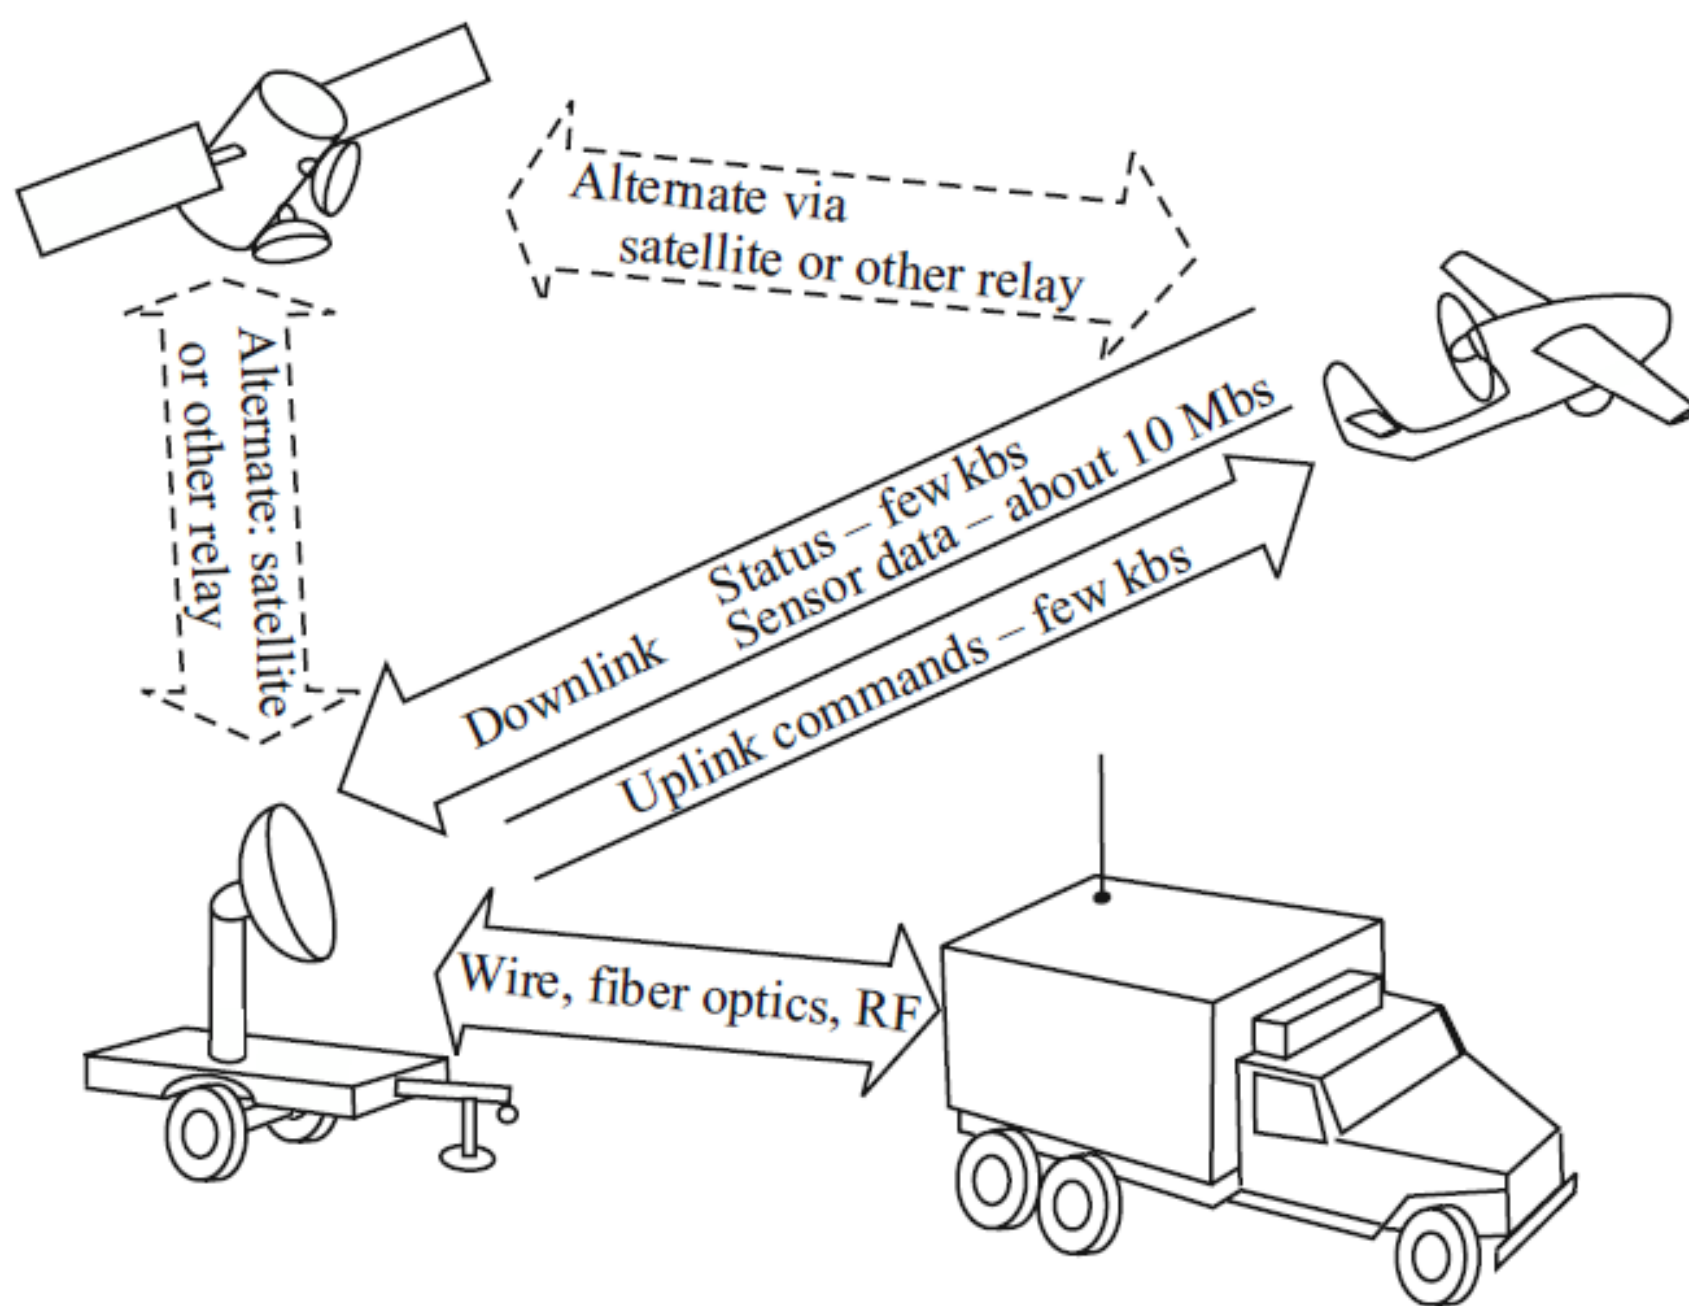 Alternate via
satellite or other relay
Alternate: satellite
or other relay
Status – few kbs
Sensor data – about 10 Mbs
Downlink
Uplink commands – few kbs
Wire, fiber optics, RF